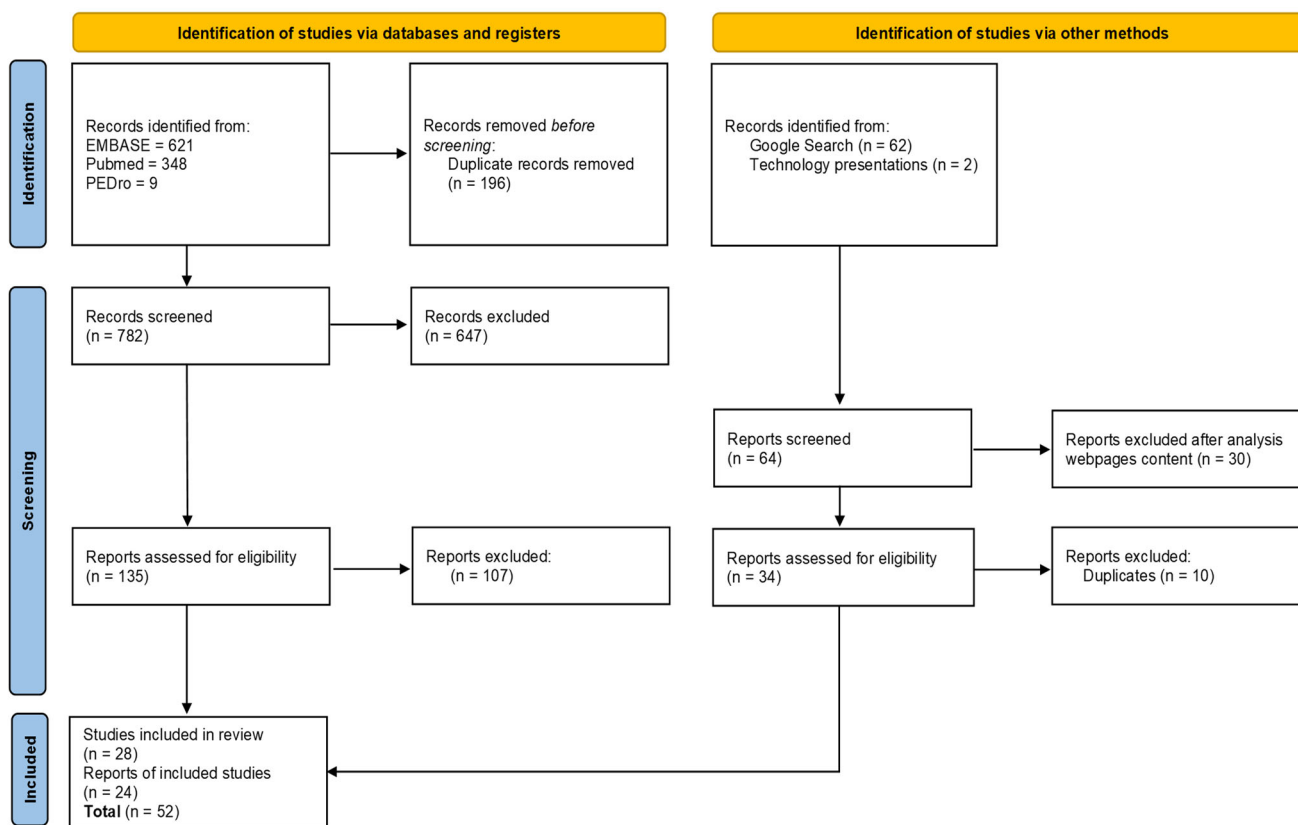 Identification of studies via databases and registers
Identification of studies via other methods
Identification
Records identified from:
EMBASE = 621
Pubmed = 348
PEDro = 9
Records removed before
screening:
Duplicate records removed
(n = 196)
Records identified from:
Google Search (n = 62)
Technology presentations (n = 2)
Screening
Records screened
(n = 782)
Records excluded
(n = 647)
Reports screened
(n = 64)
Reports excluded after analysis
webpages content (n = 30)
Reports assessed for eligibility
(n = 135)
Reports excluded:
(n = 107)
Reports assessed for eligibility
(n = 34)
Reports excluded:
Duplicates (n = 10)
Included
Studies included in review
(n = 28)
Reports of included studies
(n = 24)
Total (n = 52)